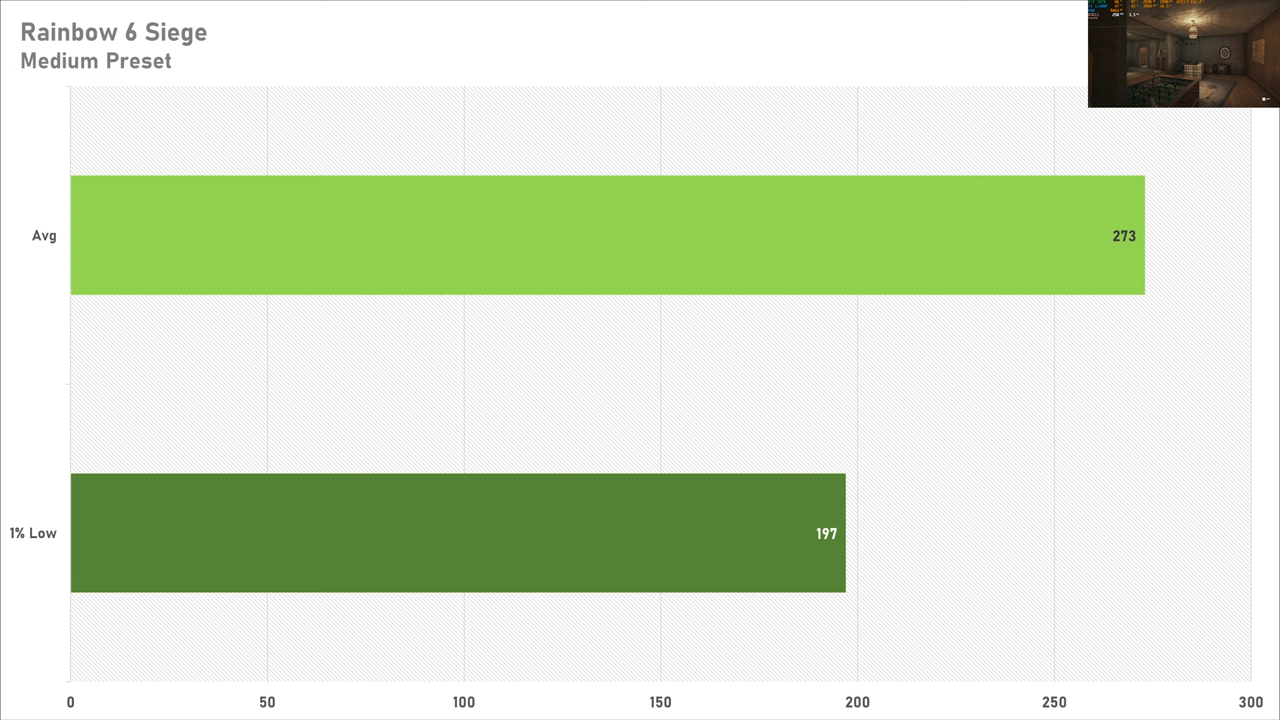 Rainbow 6 Siege
Medium Preset
Avg
273
1% Low
197
0 50 100 150 200 250 300